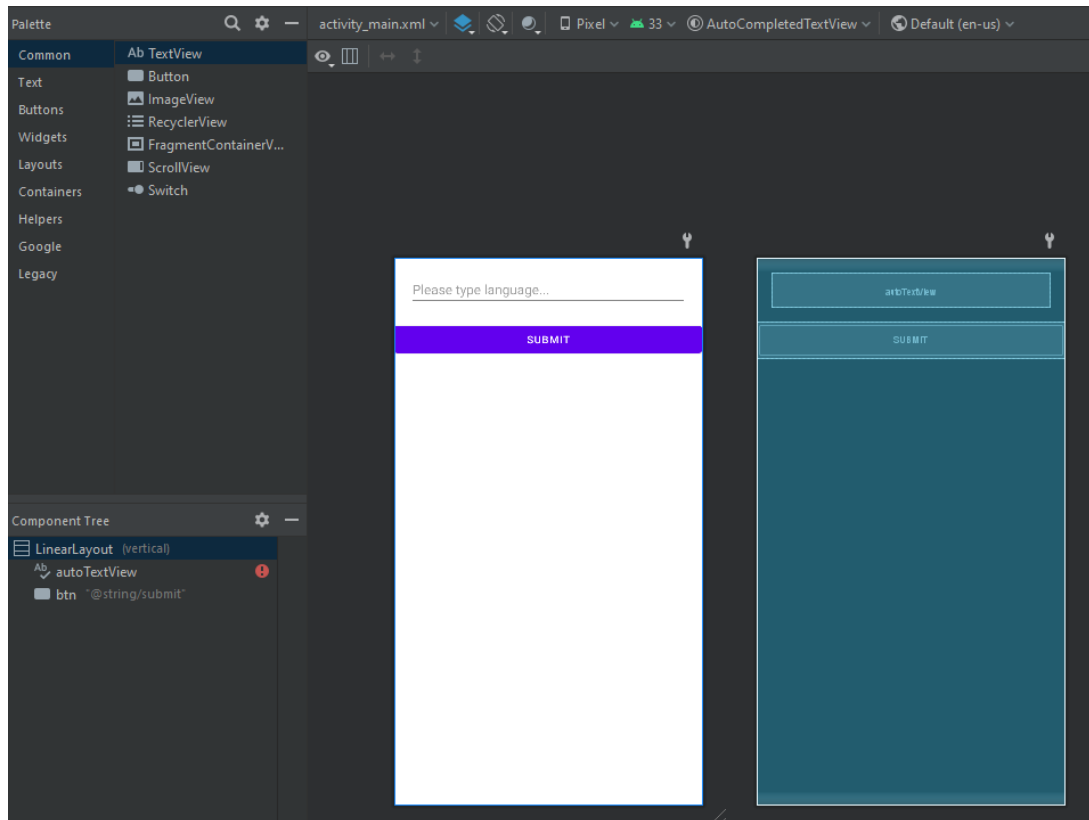 Palette
activity_main.xml Pixel 33 AutoCompletedTextView Default (en-us)
Common
Text
Buttons
Widgets
Layouts
Containers
Helpers
Google
Legacy
Ab TextView
Button
ImageView
RecyclerView
FragmentContainerV...
ScrollView
Switch
Please type language...
SUBMIT
autoTextView
SUBMIT
Component Tree
LinearLayout (vertical)
Ab autoTextView
btn "@string/submit"